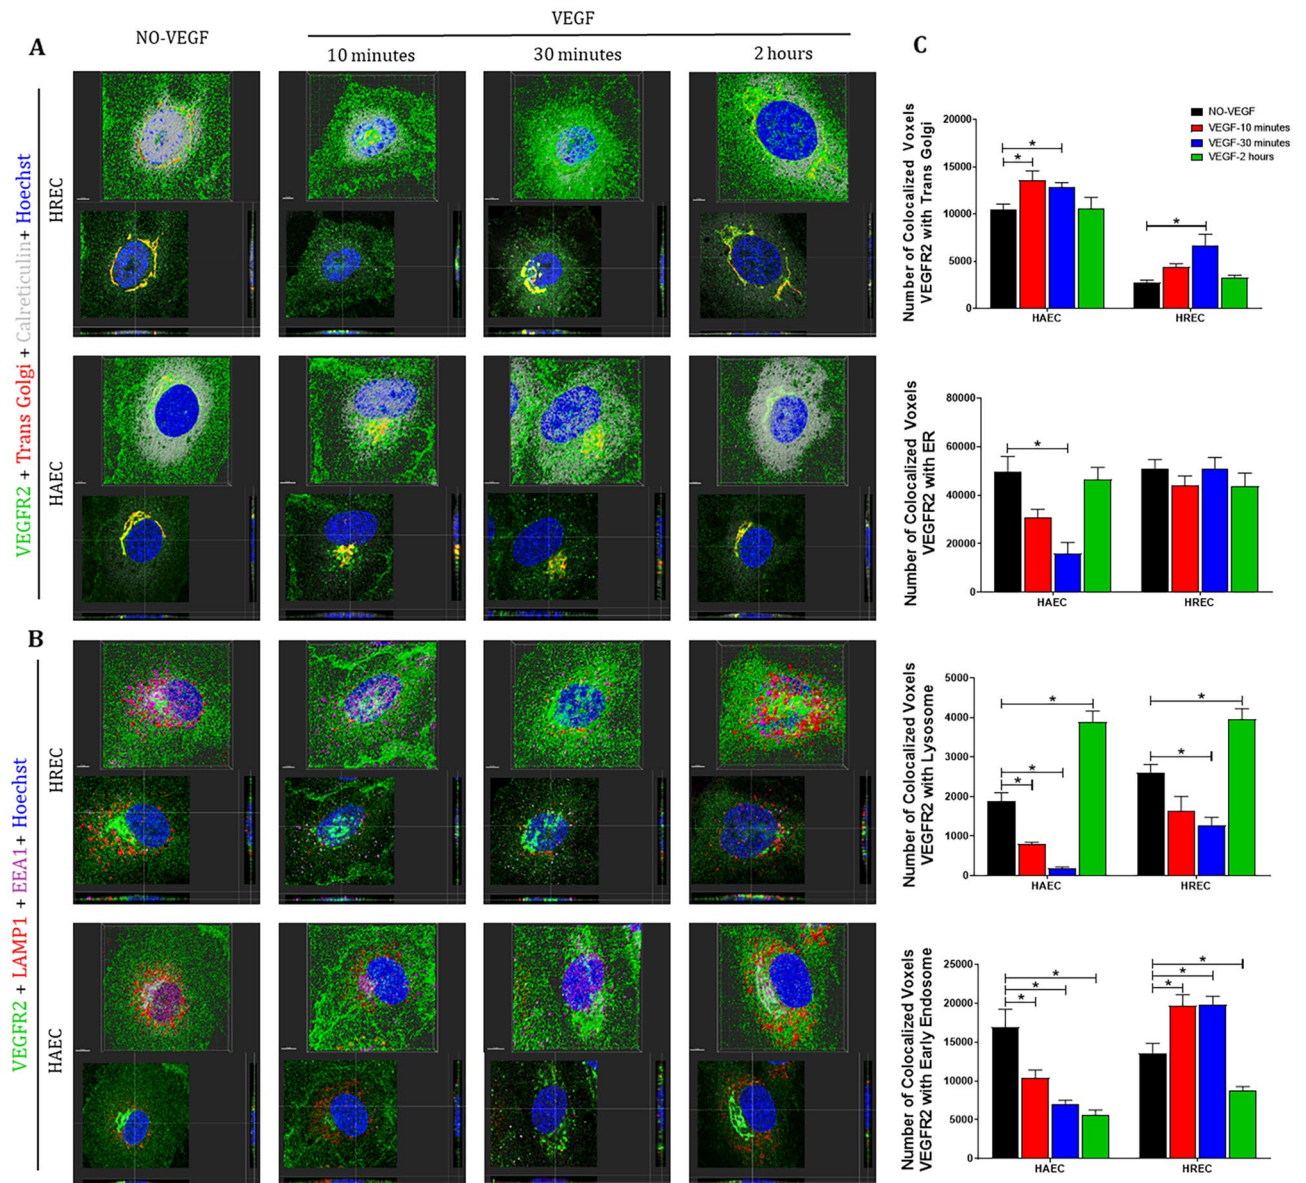 VEGF
A
NO-VEGF
10 minutes
30 minutes
2 hours
C
VEGFR2 + Trans Golgi + Calreticulin+ Hoechst
HREC
HAEC
B
VEGFR2 + LAMP1 + EEA1+ Hoechst
HREC
HAEC
NO-VEGF
VEGF-10 minutes
VEGF-30 minutes
VEGF-2 hours
Number of Colocalized Voxels
VEGFR2 with Trans Golgi
20000
15000
10000
5000
0
* *
*
HAEC
HREC
Number of Colocalized Voxels
VEGFR2 with ER
80000
60000
40000
20000
0
*
HAEC
HREC
Number of Colocalized Voxels
VEGFR2 with Lysosome
5000
4000
3000
2000
1000
0
* * *
* *
HAEC
HREC
Number of Colocalized Voxels
VEGFR2 with Early Endosome
25000
20000
15000
10000
5000
0
* * *
* * *
HAEC
HREC